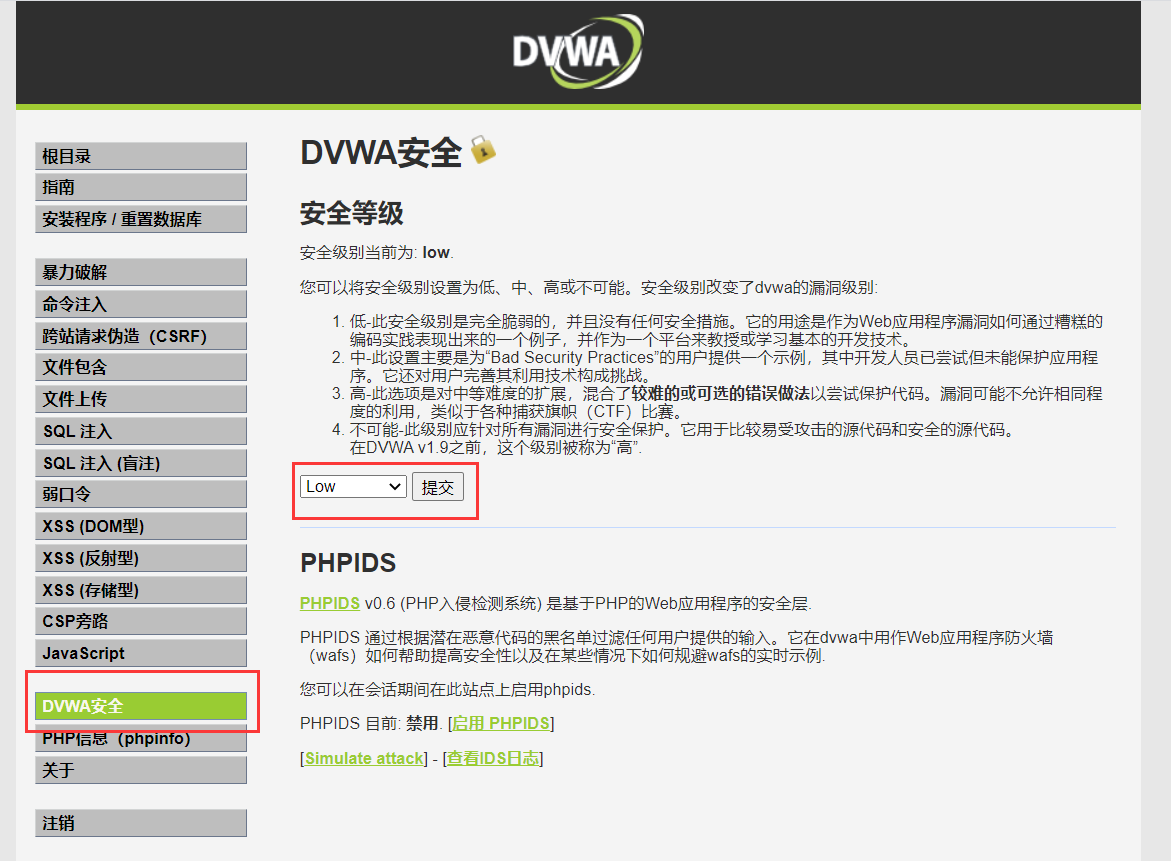 DVWA
根目录
指南
安装程序 / 重置数据库
暴力破解
命令注入
跨站请求伪造（CSRF）
文件包含
文件上传
SQL 注入
SQL 注入 (盲注)
弱口令
XSS (DOM型)
XSS (反射型)
XSS (存储型)
CSP旁路
JavaScript
DVWA安全
PHP信息（phpinfo）
关于
注销
DVWA安全
安全等级
安全级别当前为: low.
您可以将安全级别设置为低、中、高或不可能。安全级别改变了dvwa的漏洞级别:
1. 低-此安全级别是完全脆弱的，并且没有任何安全措施。它的用途是作为Web应用程序漏洞如何通过糟糕的
编码实践表现出来的一个例子，并作为一个平台来教授或学习基本的开发技术。
2. 中-此设置主要是为“Bad Security Practices”的用户提供一个示例，其中开发人员已尝试但未能保护应用程
序。它还对用户完善其利用技术构成挑战。
3. 高-此选项是对中等难度的扩展，混合了较难的或可选的错误做法以尝试保护代码。漏洞可能不允许相同程
度的利用，类似于各种捕获旗帜（CTF）比赛。
4. 不可能-此级别应针对所有漏洞进行安全保护。它用于比较易受攻击的源代码和安全的源代码。
在DVWA v1.9之前，这个级别被称为“高”.
Low 提交
PHPIDS
PHPIDS v0.6 (PHP入侵检测系统) 是基于PHP的Web应用程序的安全层.
PHPIDS 通过根据潜在恶意代码的黑名单过滤任何用户提供的输入。它在dvwa中用作Web应用程序防火墙
（wafs）如何帮助提高安全性以及在某些情况下如何规避wafs的实时示例.
您可以在会话期间在此站点上启用phpids.
PHPIDS 目前: 禁用. [启用 PHPIDS]
[Simulate attack] - [查看IDS日志]